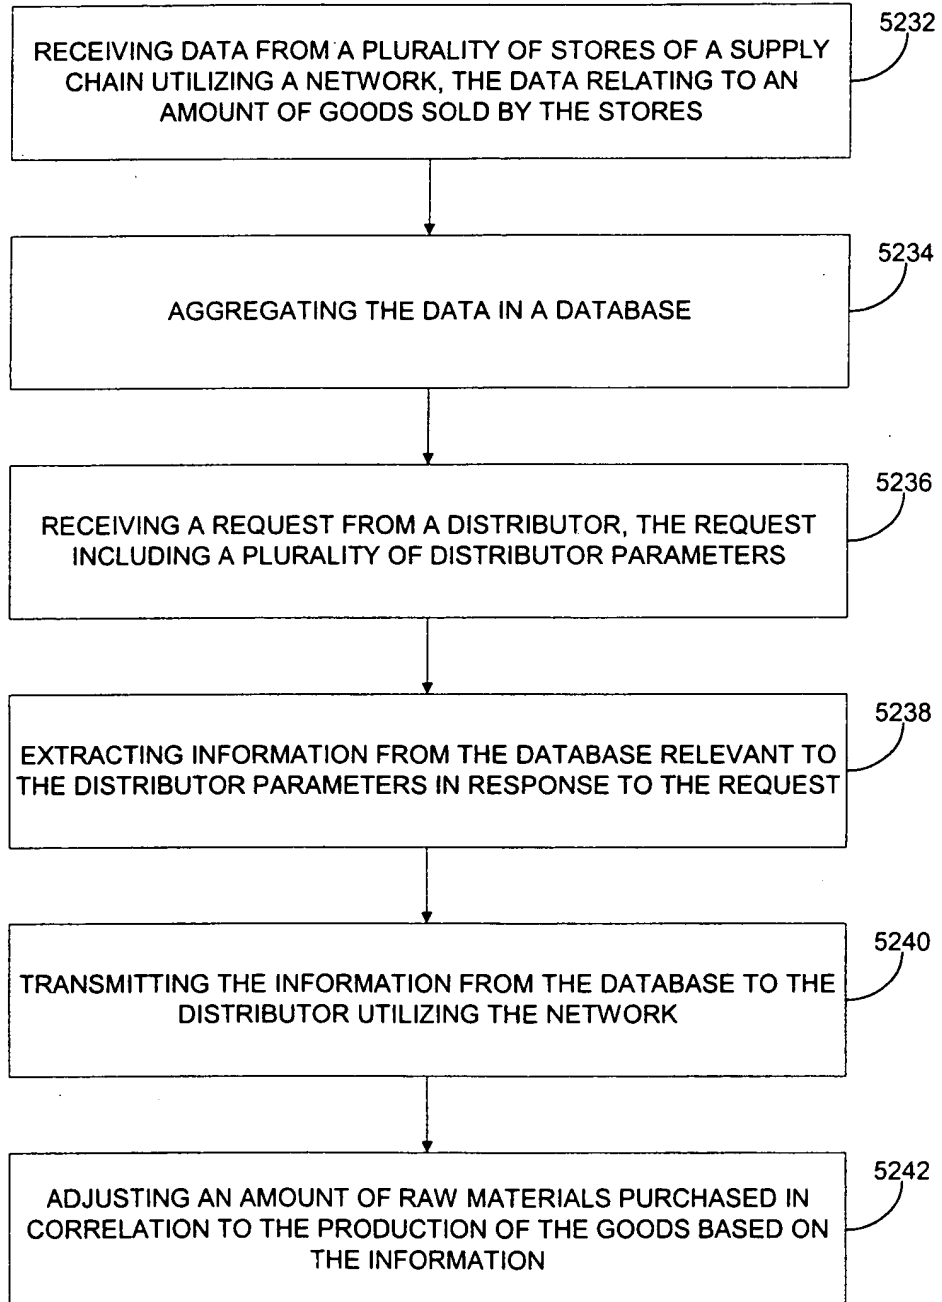 5232
RECEIVING DATA FROM A PLURALITY OF STORES OF A SUPPLY
CHAIN UTILIZING A NETWORK, THE DATA RELATING TO AN
AMOUNT OF GOODS SOLD BY THE STORES
5234
AGGREGATING THE DATA IN A DATABASE
5236
RECEIVING A REQUEST FROM A DISTRIBUTOR, THE REQUEST
INCLUDING A PLURALITY OF DISTRIBUTOR PARAMETERS
5238
EXTRACTING INFORMATION FROM THE DATABASE RELEVANT TO
THE DISTRIBUTOR PARAMETERS IN RESPONSE TO THE REQUEST
5240
TRANSMITTING THE INFORMATION FROM THE DATABASE TO THE
DISTRIBUTOR UTILIZING THE NETWORK
5242
ADJUSTING AN AMOUNT OF RAW MATERIALS PURCHASED IN
CORRELATION TO THE PRODUCTION OF THE GOODS BASED ON
THE INFORMATION